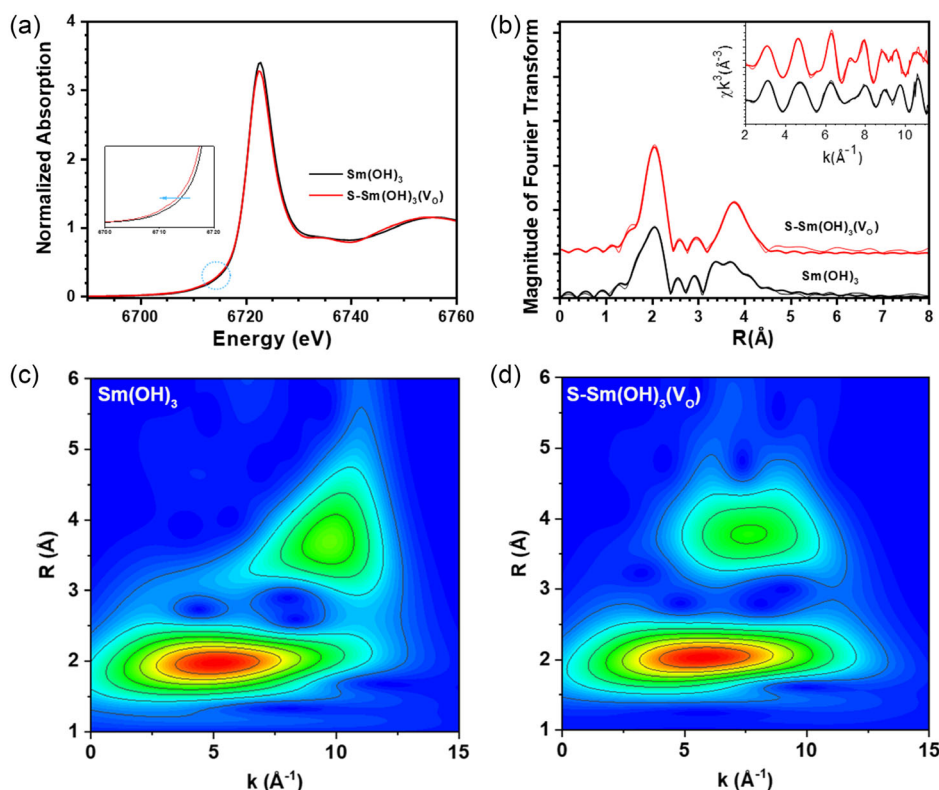 (a)
Normalized Absorption
4
3
2
1
0
6700
6710
6720
Sm(OH)₃
S-Sm(OH)₃(V₀)
6700
6720
6740
6760
Energy (eV)
(b)
Magnitude of Fourier Transform
χk³(Å⁻³)
2
4
6
8
10
k(Å⁻¹)
S-Sm(OH)₃(V₀)
Sm(OH)₃
0
1
2
3
4
5
6
7
8
R(Å)
(c)
Sm(OH)₃
R (Å)
6
5
4
3
2
1
0
5
10
15
k (Å⁻¹)
(d)
S-Sm(OH)₃(V₀)
R (Å)
6
5
4
3
2
1
0
5
10
15
k (Å⁻¹)